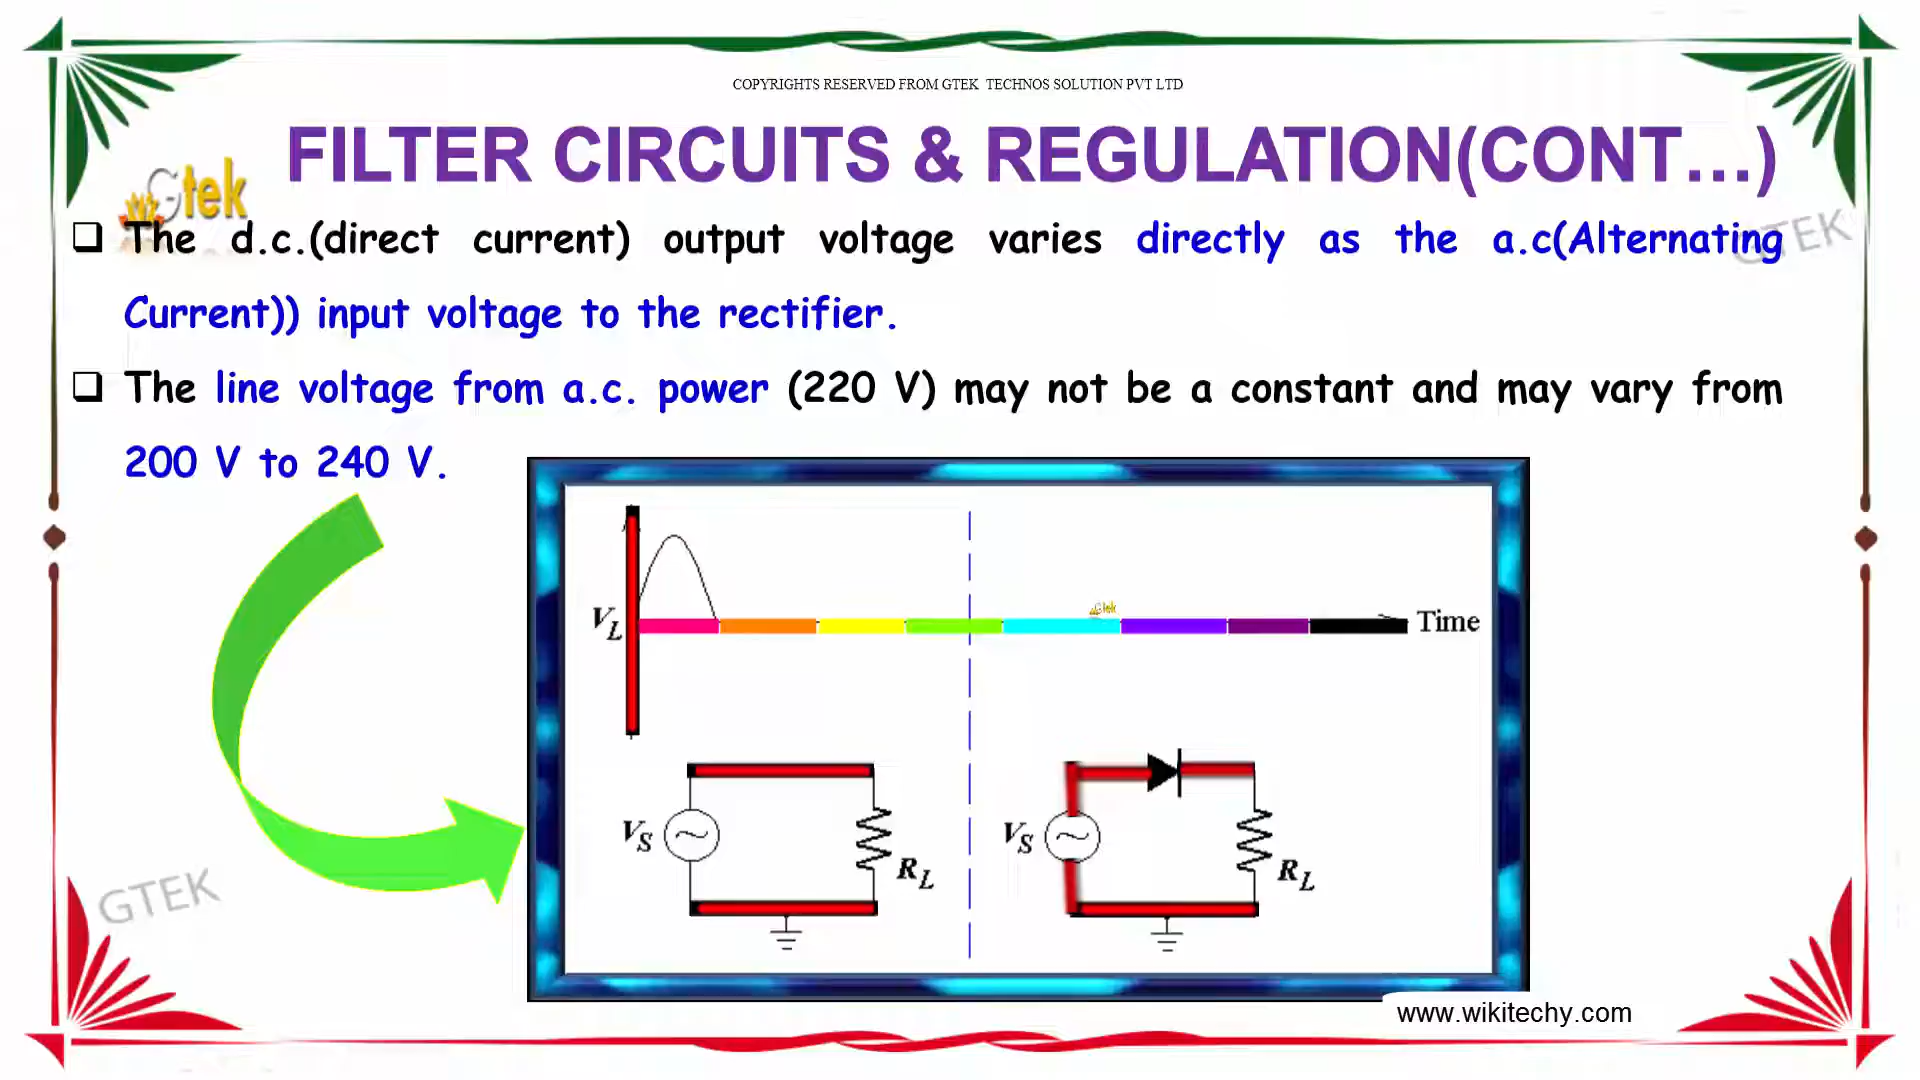 COPYRIGHTS RESERVED FROM GTEK TECHNOS SOLUTION PVT LTD
FILTER CIRCUITS & REGULATION(CONT...)
Gtek
The d.c.(direct current) output voltage varies directly as the a.c(Alternating
GTEK
Current)) input voltage to the rectifier.
The line voltage from a.c. power (220 V) may not be a constant and may vary from
200 V to 240 V.
Gtek
VL
Time
VS
RL
VS
RL
GTEK
www.wikitechy.com